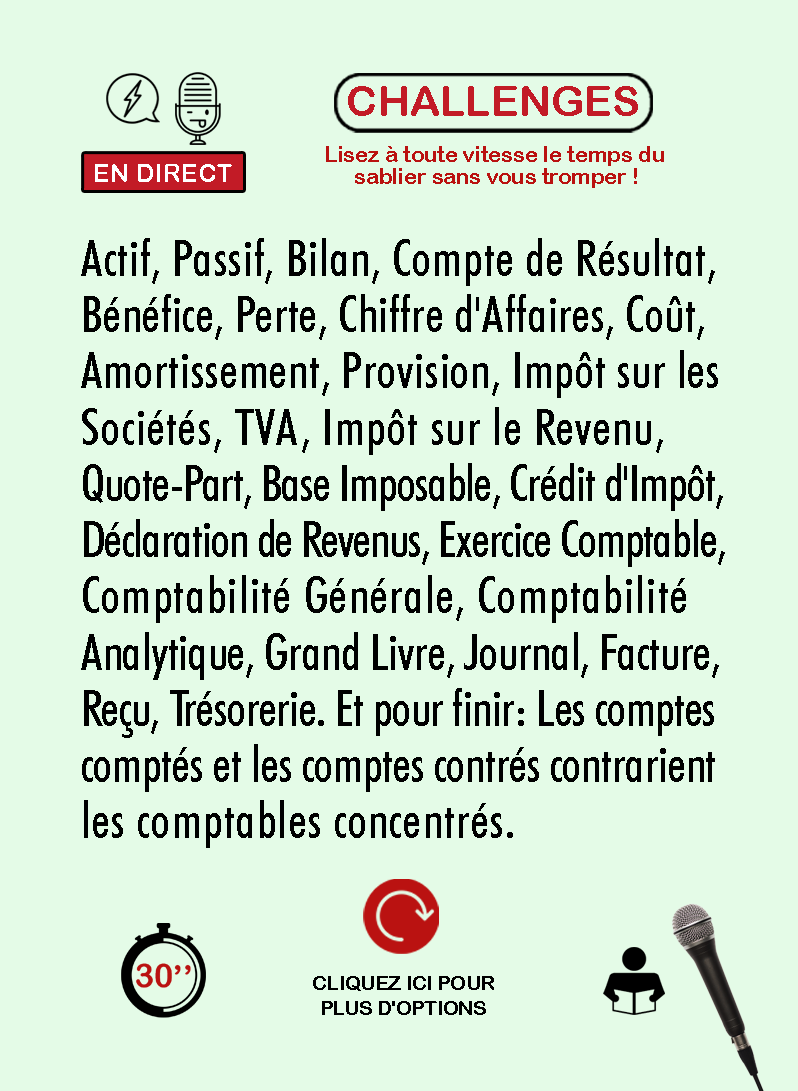 CHALLENGES
EN DIRECT
Lisez à toute vitesse le temps du
sablier sans vous tromper !
Actif, Passif, Bilan, Compte de Résultat,
Bénéfice, Perte, Chiffre d'Affaires, Coût,
Amortissement, Provision, Impôt sur les
Sociétés, TVA, Impôt sur le Revenu,
Quote-Part, Base Imposable, Crédit d'Impôt,
Déclaration de Revenus, Exercice Comptable,
Comptabilité Générale, Comptabilité
Analytique, Grand Livre, Journal, Facture,
Reçu, Trésorerie. Et pour finir: Les comptes
comptés et les comptes contrés contrarient
les comptables concentrés.
30’’
CLIQUEZ ICI POUR
PLUS D'OPTIONS